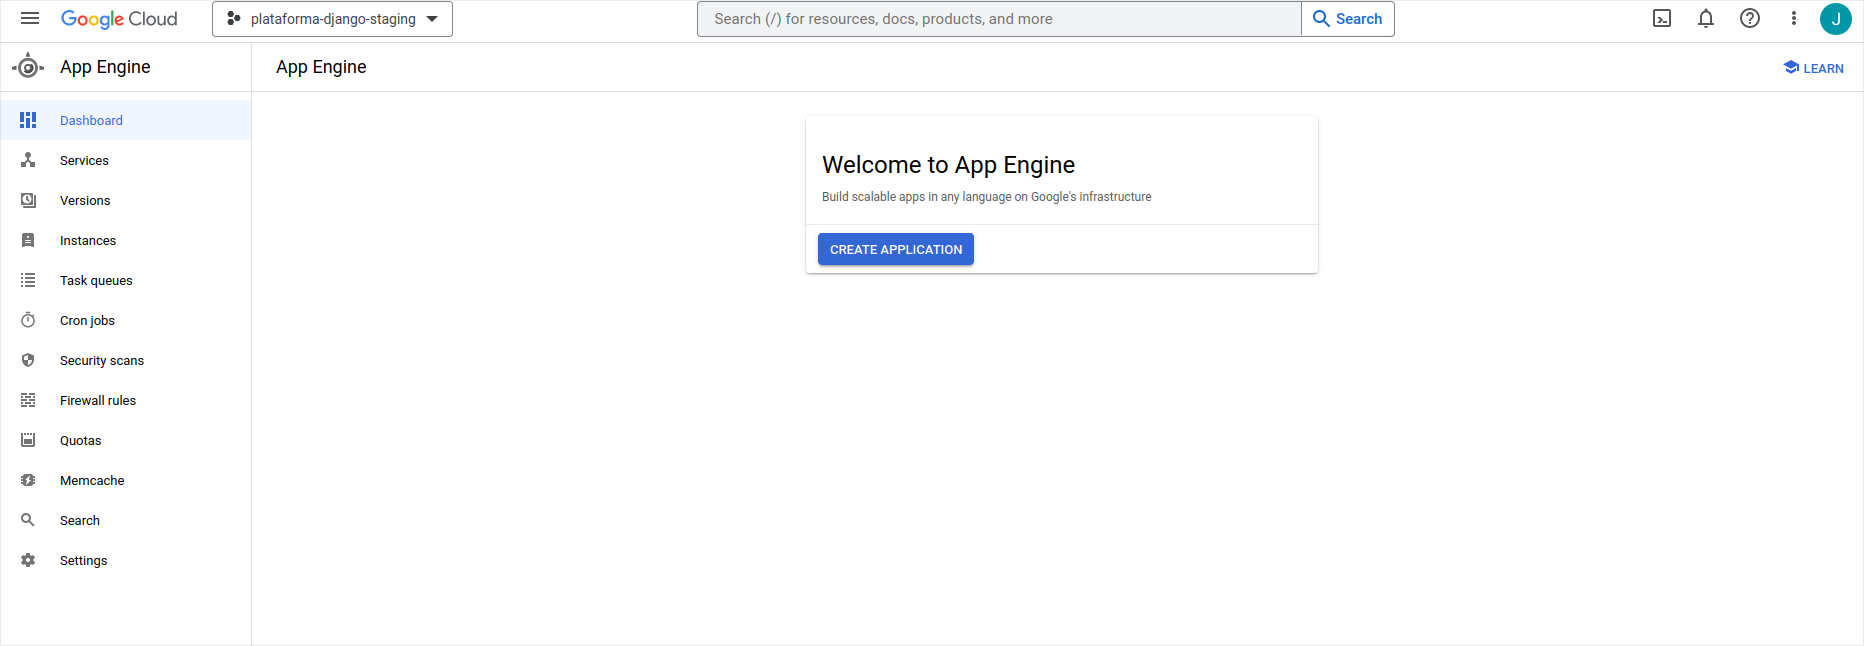 Google Cloud
plataforma-django-staging
Search (/) for resources, docs, products, and more
Search
J
App Engine
App Engine
LEARN
Dashboard
Services
Versions
Instances
Task queues
Cron jobs
Security scans
Firewall rules
Quotas
Memcache
Search
Settings
Welcome to App Engine
Build scalable apps in any language on Google's infrastructure
CREATE APPLICATION